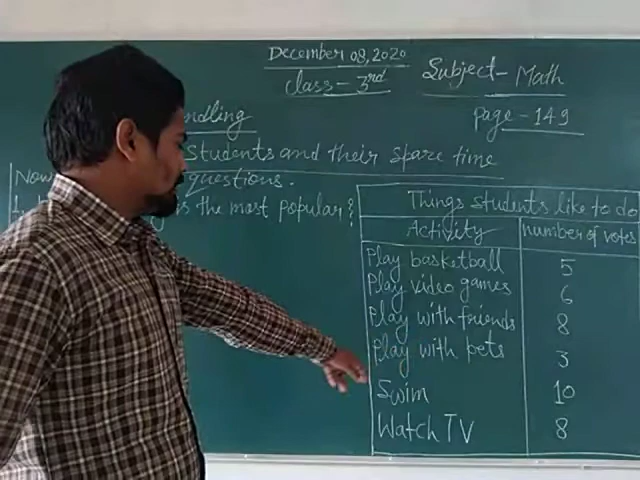 December 08, 2020
Class - 3rd
Subject - Math
Page - 149
ndling
Students and their spare time
Now questions.
is the most popular?
Things students like to do
Activity number of votes
Play basketball 5
Play video games 6
Play with friends 8
Play with pets 3
Swim 10
Watch TV 8